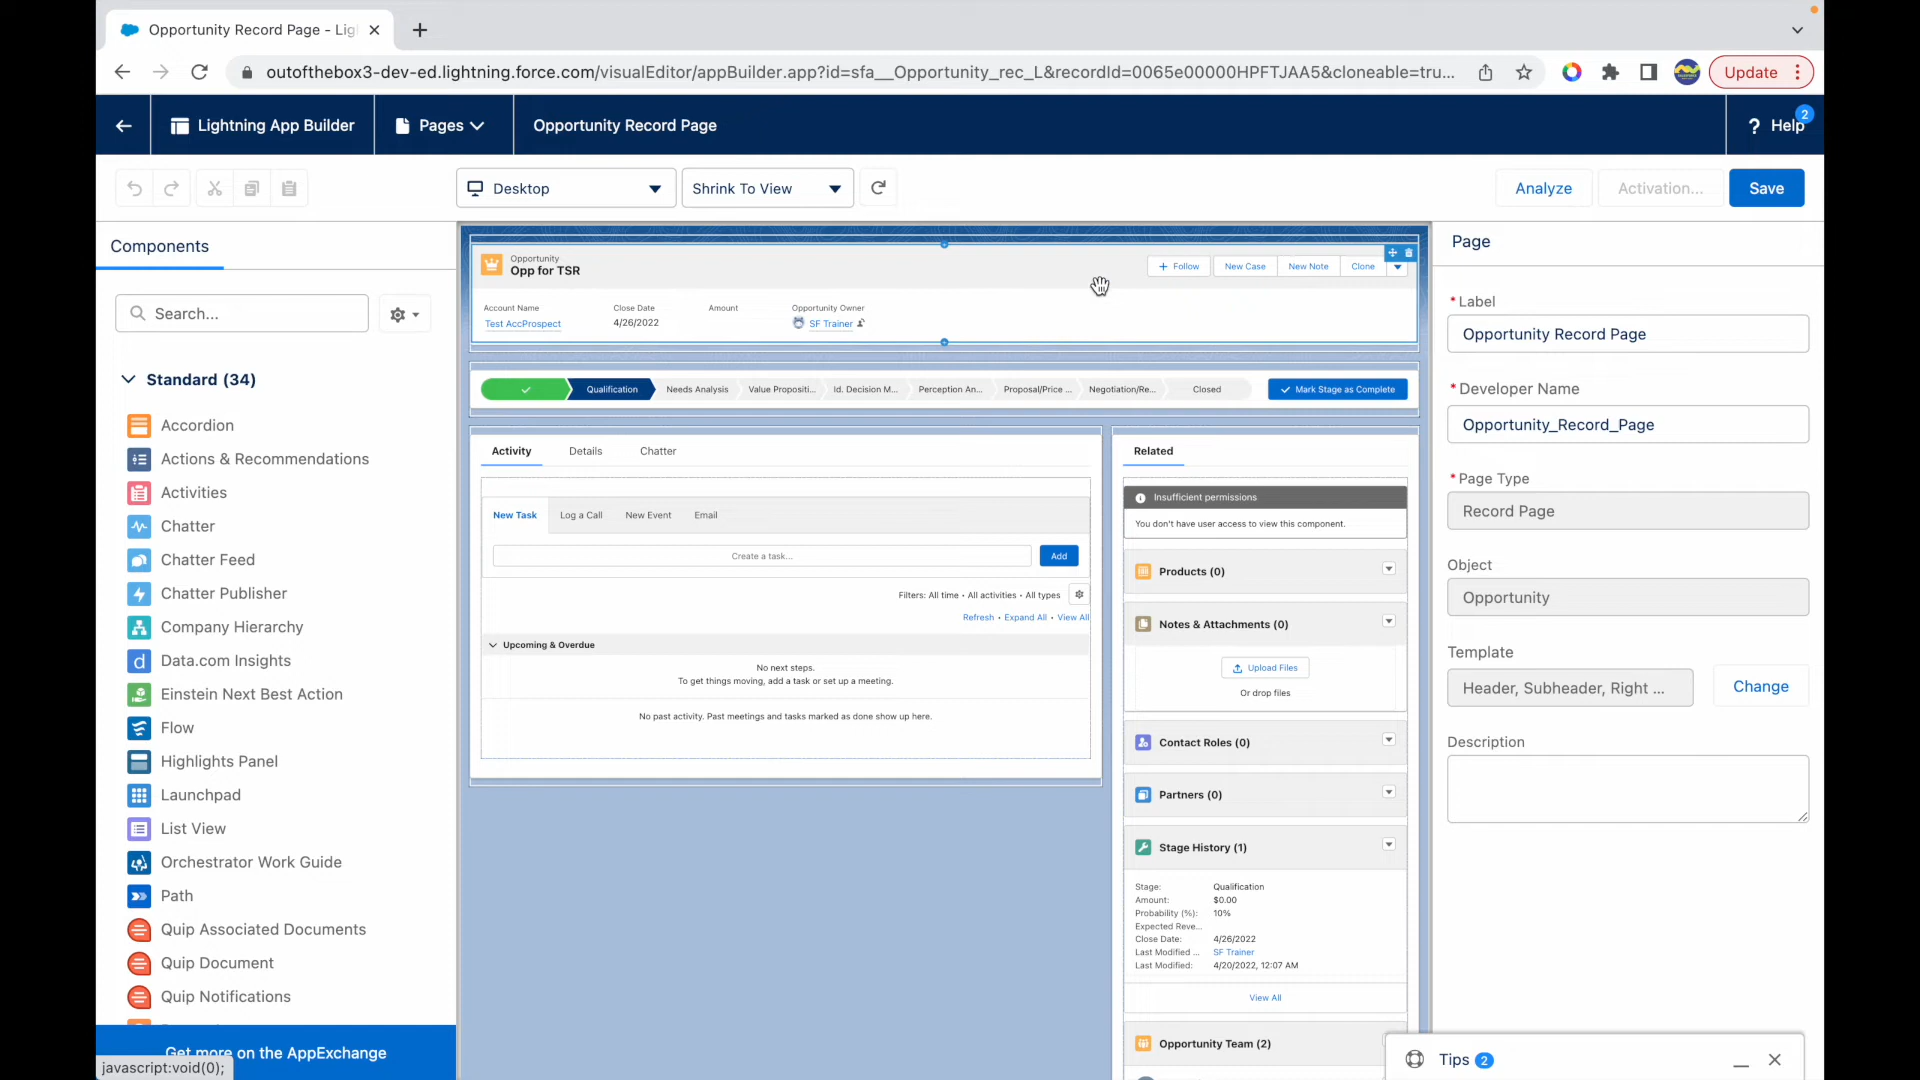 Opportunity Record Page - Lig
outofthebox3-dev-ed.lightning.force.com/visualEditor/appBuilder.app?id=sfa__Opportunity_rec_L&recordId=0065e00000HPFTJAA5&cloneable=tru...
Update
Lightning App Builder
Pages
Opportunity Record Page
? Help
2
Desktop
Shrink To View
Analyze
Activation...
Save
Components
Search...
Standard (34)
Accordion
Actions & Recommendations
Activities
Chatter
Chatter Feed
Chatter Publisher
Company Hierarchy
Data.com Insights
Einstein Next Best Action
Flow
Highlights Panel
Launchpad
List View
Orchestrator Work Guide
Path
Quip Associated Documents
Quip Document
Quip Notifications
Get more on the AppExchange
javascript:void(0);
Opportunity
Opp for TSR
+ Follow
New Case
New Note
Clone
Account Name
Close Date
Amount
Opportunity Owner
Test AccProspect
4/26/2022
SF Trainer
Qualification
Needs Analysis
Value Propositi...
Id. Decision M...
Perception An...
Proposal/Price ...
Negotiation/Re...
Closed
Mark Stage as Complete
Activity
Details
Chatter
New Task
Log a Call
New Event
Email
Create a task...
Add
Filters: All time • All activities • All types
Refresh • Expand All • View All
Upcoming & Overdue
No next steps.
To get things moving, add a task or set up a meeting.
No past activity. Past meetings and tasks marked as done show up here.
Related
Insufficient permissions
You don't have user access to view this component.
Products (0)
Notes & Attachments (0)
Upload Files
Or drop files
Contact Roles (0)
Partners (0)
Stage History (1)
Stage: Qualification
Amount: $0.00
Probability (%): 10%
Expected Reve...
Close Date: 4/26/2022
Last Modified ... SF Trainer
Last Modified: 4/20/2022, 12:07 AM
View All
Opportunity Team (2)
Page
* Label
Opportunity Record Page
* Developer Name
Opportunity_Record_Page
* Page Type
Record Page
Object
Opportunity
Template
Header, Subheader, Right ...
Change
Description
Tips 2